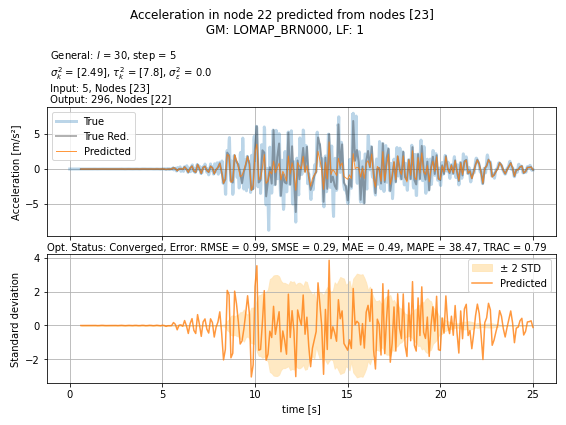 Acceleration in node 22 predicted from nodes [23]
GM: LOMAP_BRN000, LF: 1
General: l = 30, step = 5
σ²ₖ = [2.49], τ²ₖ = [7.8], σ²ε = 0.0
Input: 5, Nodes [23]
Output: 296, Nodes [22]
Acceleration [m/s²]
5
0
−5
True
True Red.
Predicted
Opt. Status: Converged, Error: RMSE = 0.99, SMSE = 0.29, MAE = 0.49, MAPE = 38.47, TRAC = 0.79
Standard deviation
4
2
0
−2
± 2 STD
Predicted
0 5 10 15 20 25
time [s]